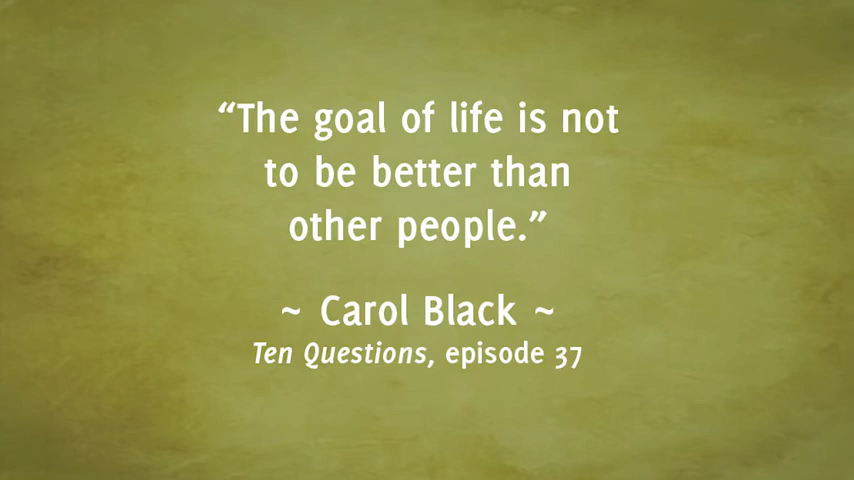 “The goal of life is not
to be better than
other people.”
~ Carol Black ~
Ten Questions, episode 37